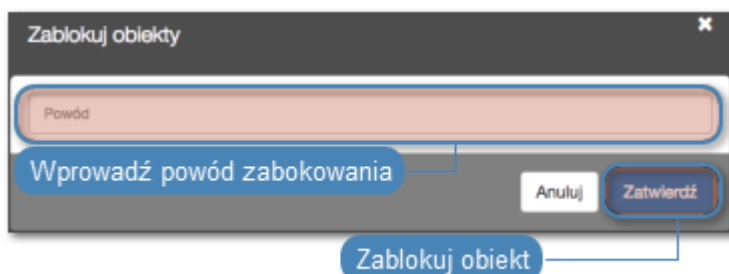 Zablokuj obiekty
Powód
Wprowadź powód zabokowania
Anuluj
Zatwierdź
Zablokuj obiekt